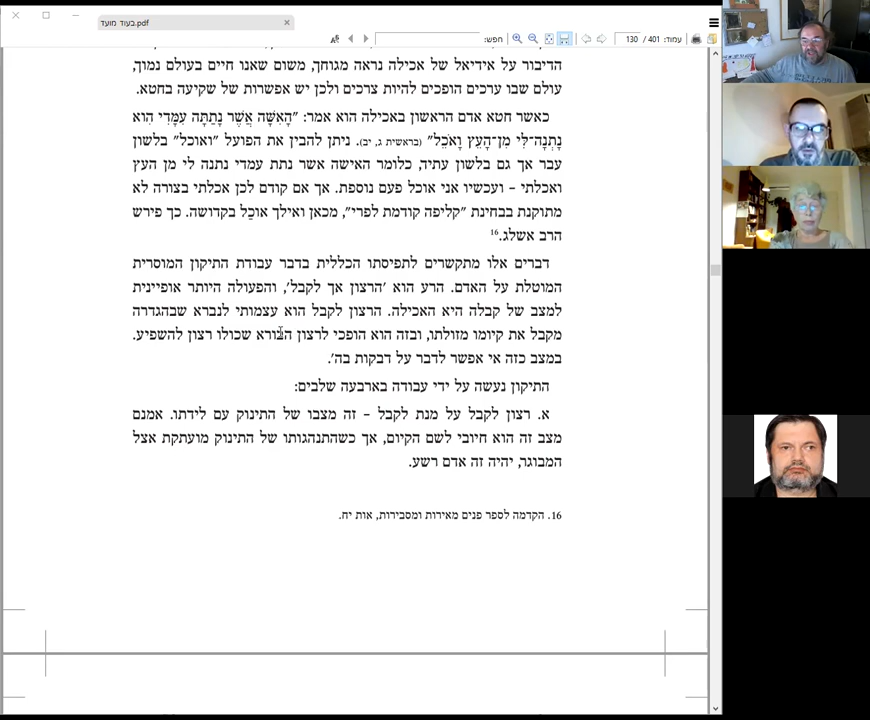 בעוד מועד.pdf
עמוד: 401 / 130
חפש:
הדיבור על אידיאל של אכילה נראה מגוחך, משום שאנו חיים בעולם נמוך,
עולם שבו ערכים הופכים להיות צרכים ולכן יש אפשרות של שקיעה בחטא.
כאשר חטא אדם הראשון באכילה הוא אמר: "הָאִשָּׁה אֲשֶׁר נָתַתָּה עִמָּדִי הִוא
נָתְנָה־לִּי מִן־הָעֵץ וָאֹכֵל" (בראשית ג, יב). ניתן להבין את הפועל "ואוכל" בלשון
עבר אך גם בלשון עתיד, כלומר האישה אשר נתת עמדי נתנה לי מן העץ
ואכלתי – ועכשיו אני אוכל פעם נוספת. אך אם קודם לכן אכלתי בצורה לא
מתוקנת בבחינת "קליפה קודמת לפרי", מכאן ואילך אוכַל בקדושה. כך פירש
הרב אשלג.16
דברים אלו מתקשרים לתפיסתו הכללית בדבר עבודת התיקון המוסרית
המוטלת על האדם. הרע הוא 'הרצון אך לקבל', והפעולה היותר אופיינית
למצב של קבלה היא האכילה. הרצון לקבל הוא עצמותי לנברא שבהגדרה
מקבל את קיומו מזולתו, ובזה הוא הופכי לרצון הבורא שכולו רצון להשפיע.
במצב כזה אי אפשר לדבר על דבקות בה'.
התיקון נעשה על ידי עבודה בארבעה שלבים:
א. רצון לקבל על מנת לקבל – זה מצבו של התינוק עם לידתו. אמנם
מצב זה הוא חיובי לשם הקיום, אך כשהתנהגותו של התינוק מועתקת אצל
המבוגר, יהיה זה אדם רשע.
16. הקדמה לספר פנים מאירות ומסבירות, אות יח.